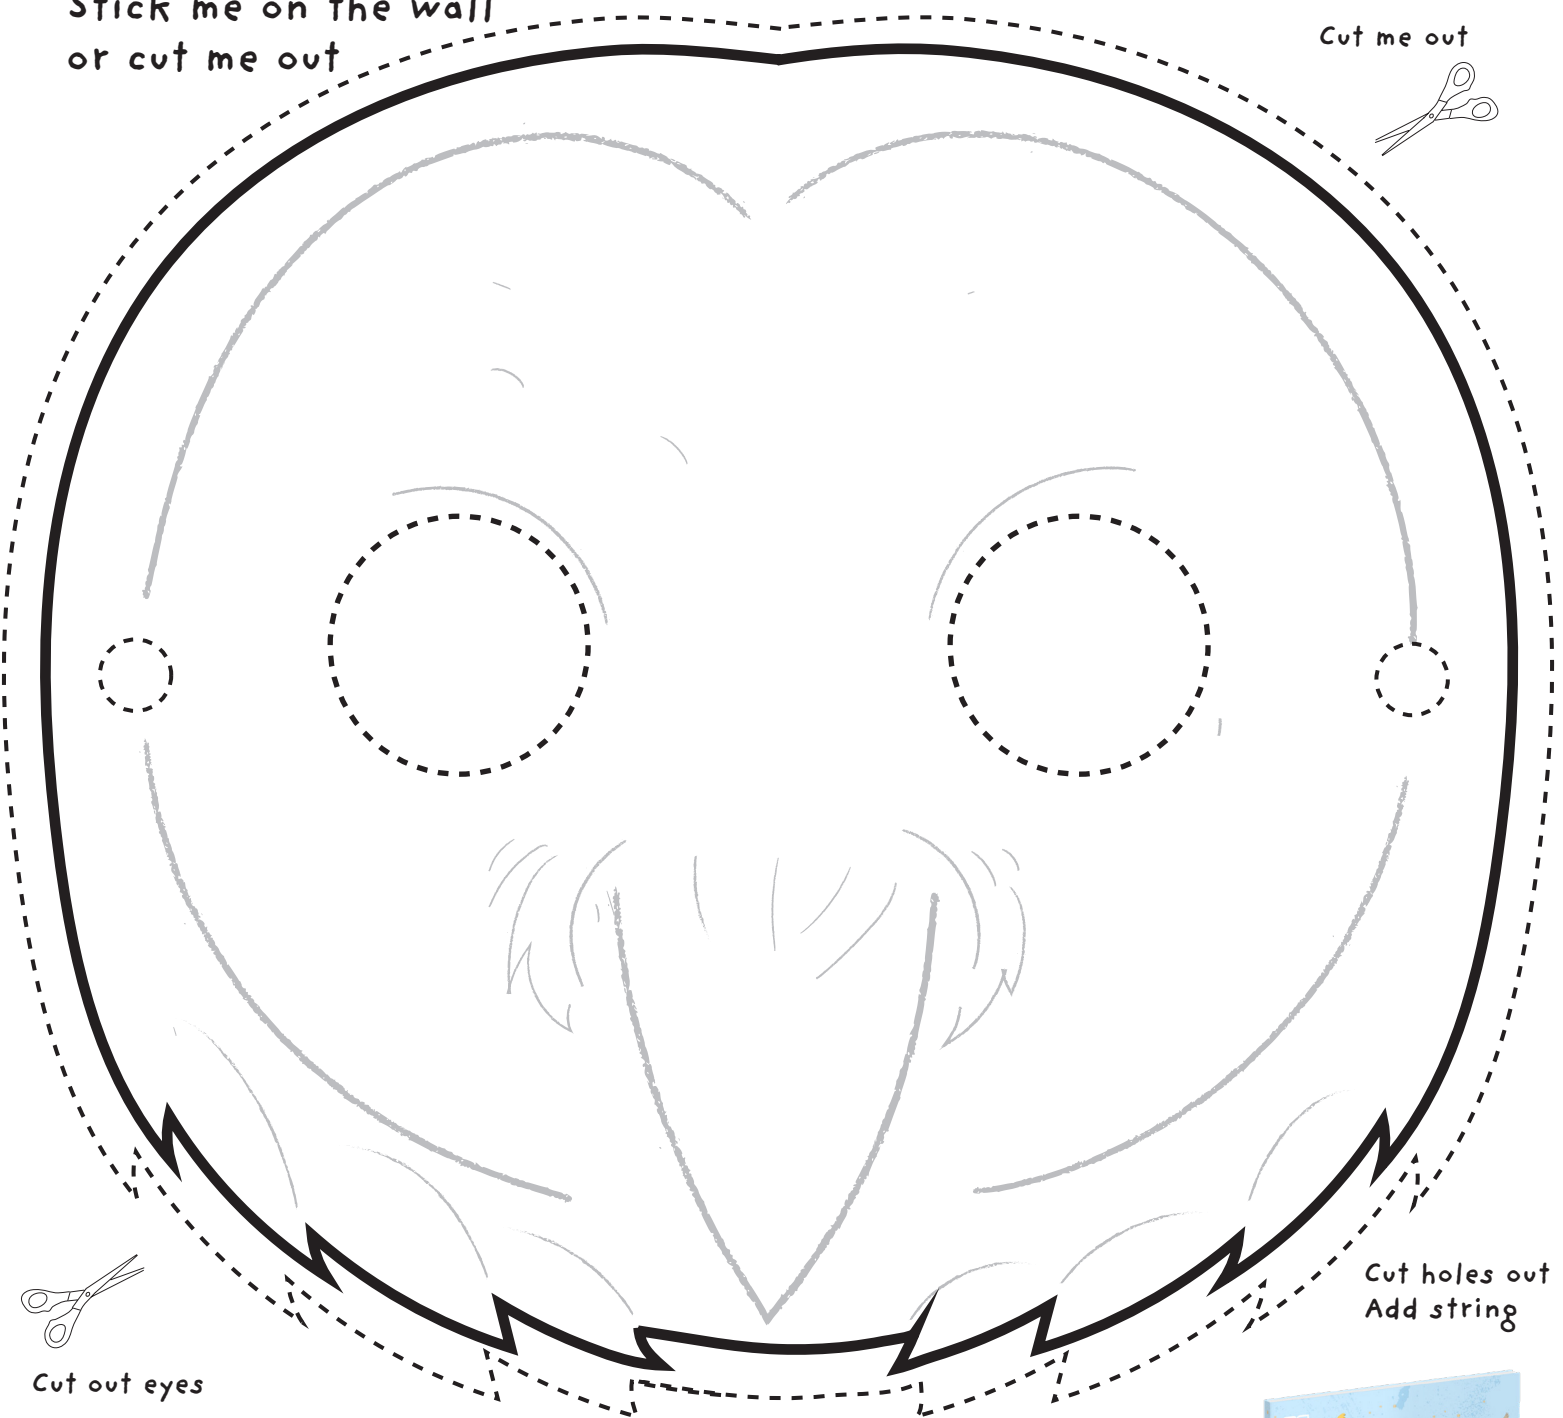 Stick me on the wall
or cut me out
Cut me out
Cut holes out
Add string
Cut out eyes